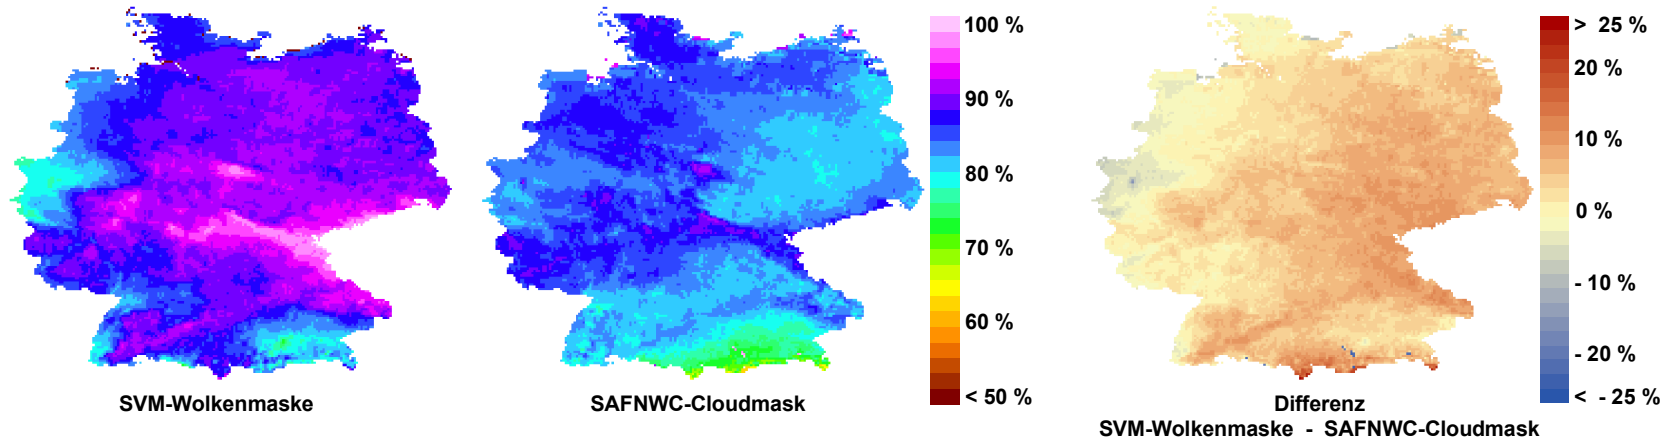 100 %
90 %
80 %
70 %
60 %
< 50 %
> 25 %
20 %
10 %
0 %
- 10 %
- 20 %
< - 25 %
SVM-Wolkenmaske
SAFNWC-Cloudmask
Differenz
SVM-Wolkenmaske - SAFNWC-Cloudmask